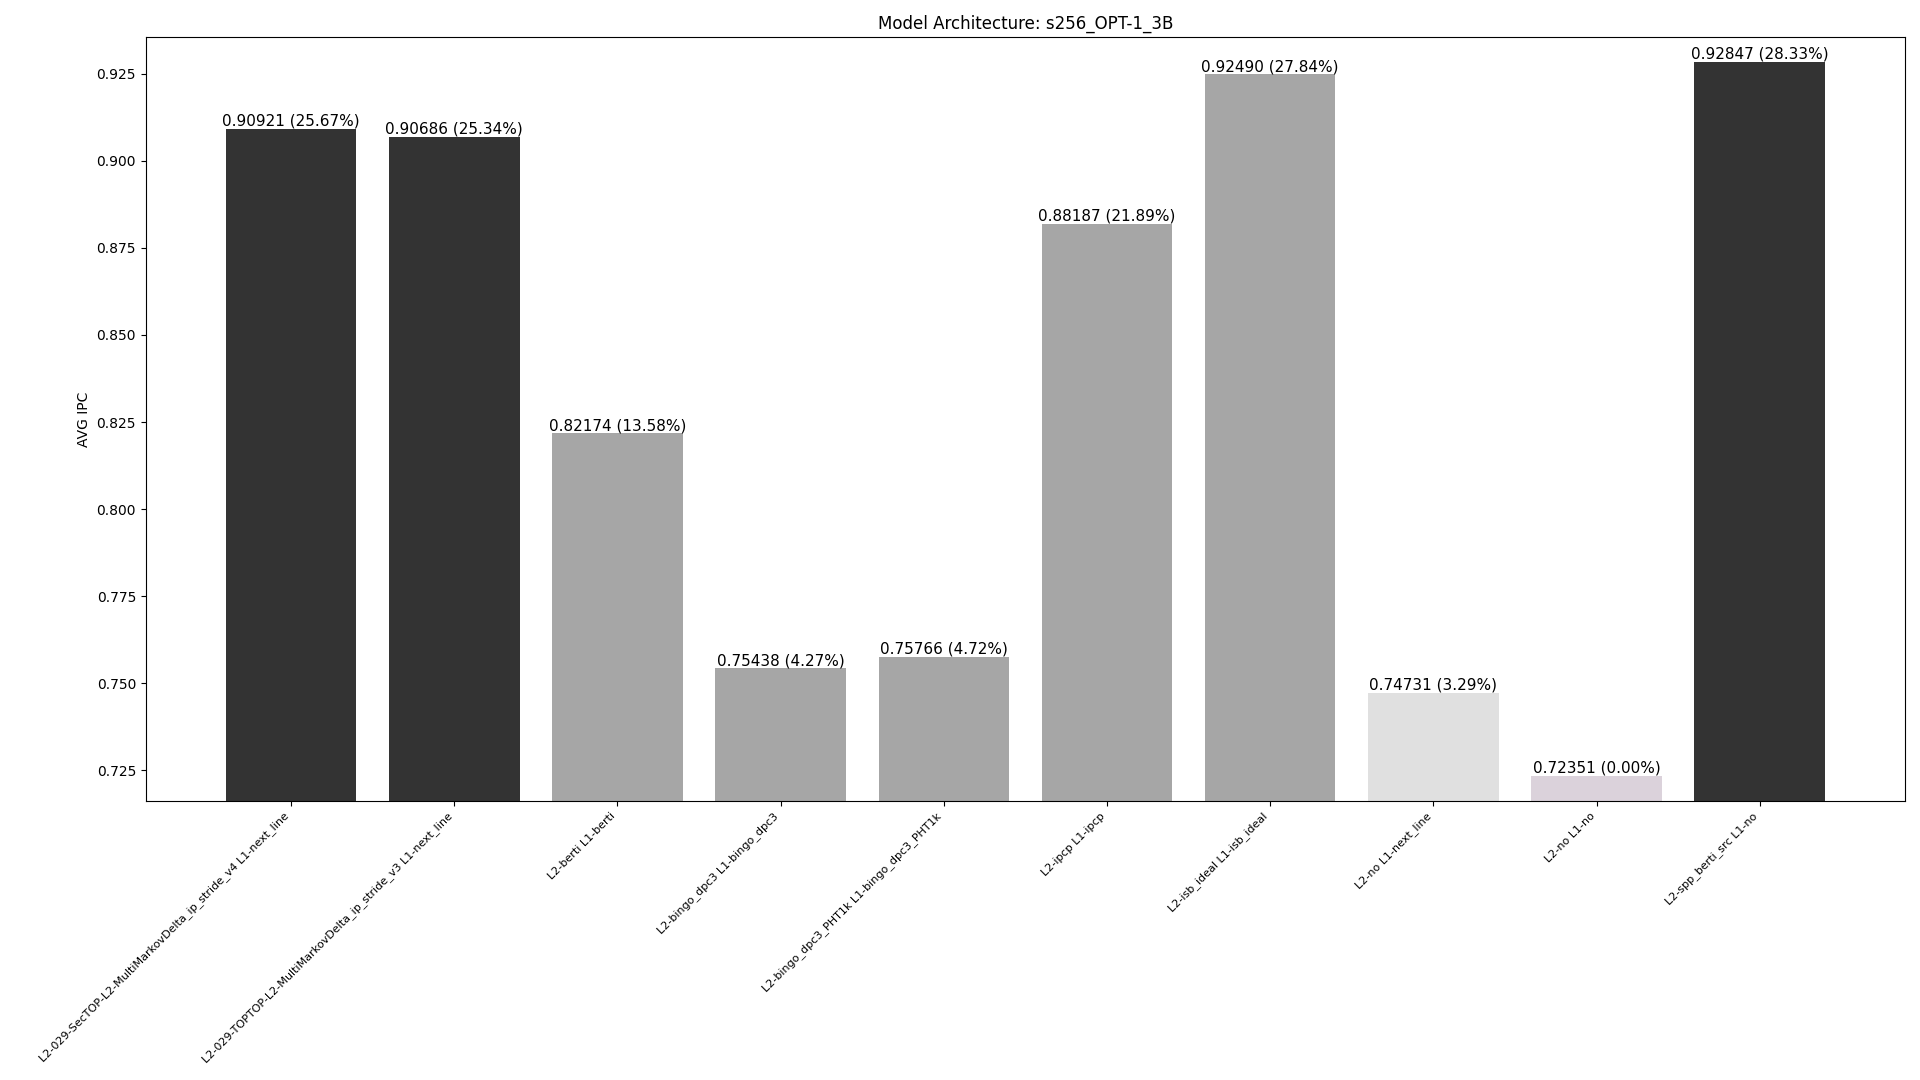 Model Architecture: s256_OPT-1_3B
AVG IPC
0.925
0.900
0.875
0.850
0.825
0.800
0.775
0.750
0.725
0.90921 (25.67%)
0.90686 (25.34%)
0.82174 (13.58%)
0.75438 (4.27%)
0.75766 (4.72%)
0.88187 (21.89%)
0.92490 (27.84%)
0.74731 (3.29%)
0.72351 (0.00%)
0.92847 (28.33%)
L2-029-SecTOP-L2-MultiMarkovDelta_ip_stride_v4 L1-next_line
L2-029-TOPTOP-L2-MultiMarkovDelta_ip_stride_v3 L1-next_line
L2-berti L1-berti
L2-bingo_dpc3 L1-bingo_dpc3
L2-bingo_dpc3_PHT1k L1-bingo_dpc3_PHT1k
L2-ipcp L1-ipcp
L2-isb_ideal L1-isb_ideal
L2-no L1-next_line
L2-no L1-no
L2-spp_berti_src L1-no